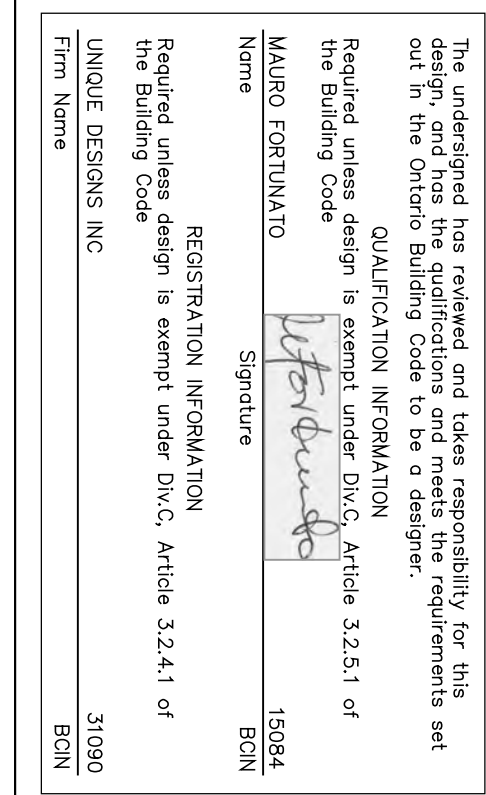 The undersigned has reviewed and takes responsibility for this
design, and has the qualifications and meets the requirements set
out in the Ontario Building Code to be a designer.
QUALIFICATION INFORMATION
Required unless design is exempt under Div.C, Article 3.2.5.1 of
the Building Code
MAURO FORTUNATO 15084
Name Signature BCIN
REGISTRATION INFORMATION
Required unless design is exempt under Div.C, Article 3.2.4.1 of
the Building Code
UNIQUE DESIGNS INC 31090
Firm Name BCIN